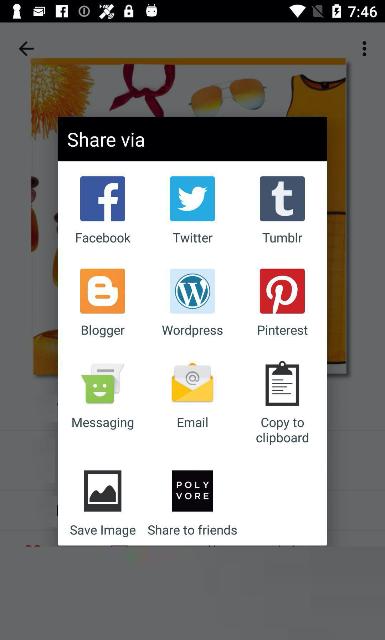 7:46
Share via
Facebook
Twitter
Tumblr
Blogger
Wordpress
Pinterest
Messaging
Email
Copy to
clipboard
POLY
VORE
Save Image
Share to friends